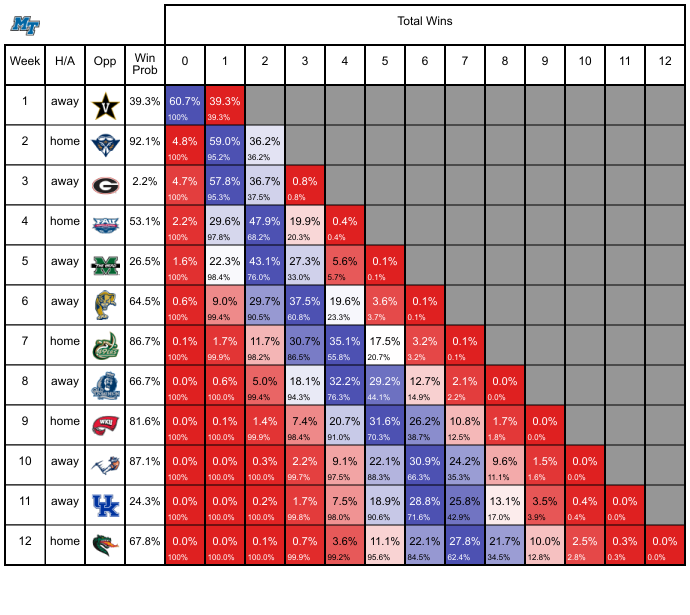 MT
Total Wins
Week H/A Opp Win Prob 0 1 2 3 4 5 6 7 8 9 10 11 12
1 away V 39.3% 60.7% 39.3%
100% 39.3%
2 home 92.1% 4.8% 59.0% 36.2%
100% 95.2% 36.2%
3 away G 2.2% 4.7% 57.8% 36.7% 0.8%
100% 95.3% 37.5% 0.8%
4 home FAU 53.1% 2.2% 29.6% 47.9% 19.9% 0.4%
100% 97.8% 68.2% 20.3% 0.4%
5 away M 26.5% 1.6% 22.3% 43.1% 27.3% 5.6% 0.1%
100% 98.4% 76.0% 33.0% 5.7% 0.1%
6 away 64.5% 0.6% 9.0% 29.7% 37.5% 19.6% 3.6% 0.1%
100% 99.4% 90.5% 60.8% 23.3% 3.7% 0.1%
7 home 86.7% 0.1% 1.7% 11.7% 30.7% 35.1% 17.5% 3.2% 0.1%
100% 99.9% 98.2% 86.5% 55.8% 20.7% 3.2% 0.1%
8 away 66.7% 0.0% 0.6% 5.0% 18.1% 32.2% 29.2% 12.7% 2.1% 0.0%
100% 100.0% 99.4% 94.3% 76.3% 44.1% 14.9% 2.2% 0.0%
9 home WKU 81.6% 0.0% 0.1% 1.4% 7.4% 20.7% 31.6% 26.2% 10.8% 1.7% 0.0%
100% 100.0% 99.9% 98.4% 91.0% 70.3% 38.7% 12.5% 1.8% 0.0%
10 away 87.1% 0.0% 0.0% 0.3% 2.2% 9.1% 22.1% 30.9% 24.2% 9.6% 1.5% 0.0%
100% 100.0% 100.0% 99.7% 97.5% 88.3% 66.3% 35.3% 11.1% 1.6% 0.0%
11 away UK 24.3% 0.0% 0.0% 0.2% 1.7% 7.5% 18.9% 28.8% 25.8% 13.1% 3.5% 0.4% 0.0%
100% 100.0% 100.0% 99.8% 98.0% 90.6% 71.6% 42.9% 17.0% 3.9% 0.4% 0.0%
12 home 67.8% 0.0% 0.0% 0.1% 0.7% 3.6% 11.1% 22.1% 27.8% 21.7% 10.0% 2.5% 0.3% 0.0%
100% 100.0% 100.0% 99.9% 99.2% 95.6% 84.5% 62.4% 34.5% 12.8% 2.8% 0.3% 0.0%